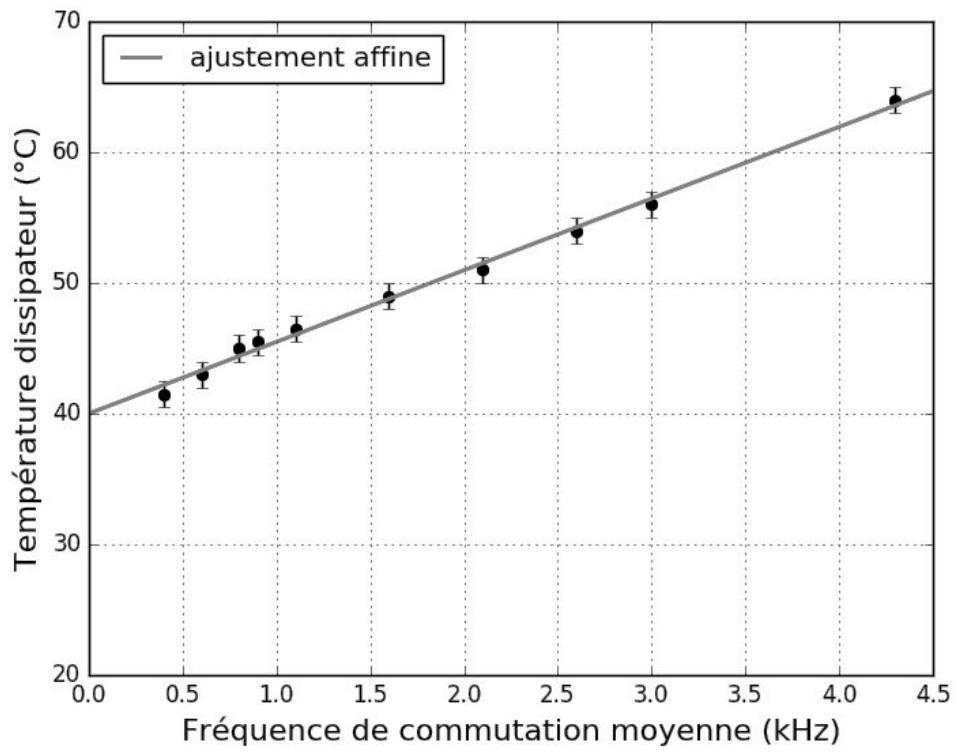 70
ajustement affine
60
50
40
30
20
0.0 0.5 1.0 1.5 2.0 2.5 3.0 3.5 4.0 4.5
Température dissipateur (°C)
Fréquence de commutation moyenne (kHz)